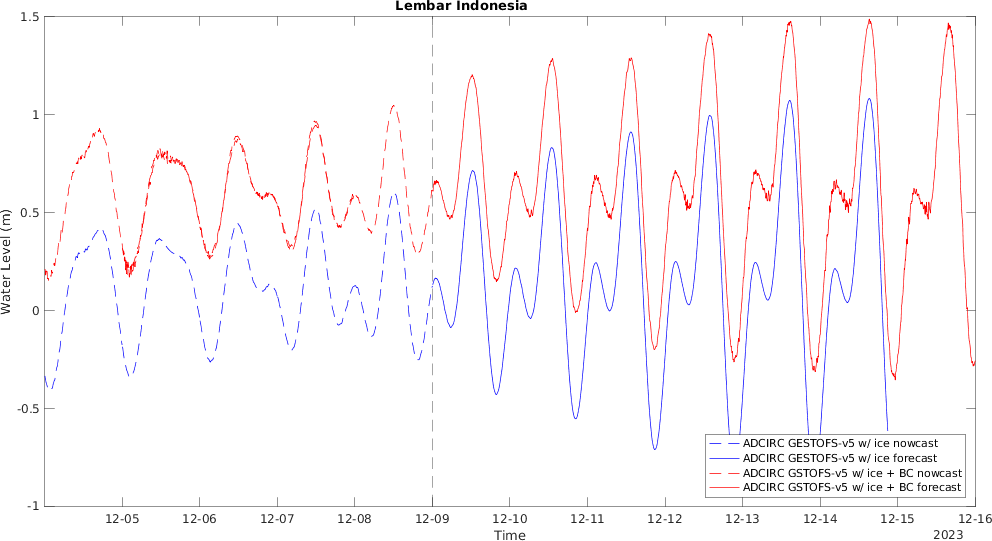 Lembar Indonesia
1.5
1
0.5
0
-0.5
-1
Water Level (m)
12-05
12-06
12-07
12-08
12-09
12-10
12-11
12-12
12-13
12-14
12-15
12-16
Time
2023
ADCIRC GESTOFS-v5 w/ ice nowcast
ADCIRC GESTOFS-v5 w/ ice forecast
ADCIRC GSTOFS-v5 w/ ice + BC nowcast
ADCIRC GSTOFS-v5 w/ ice + BC forecast